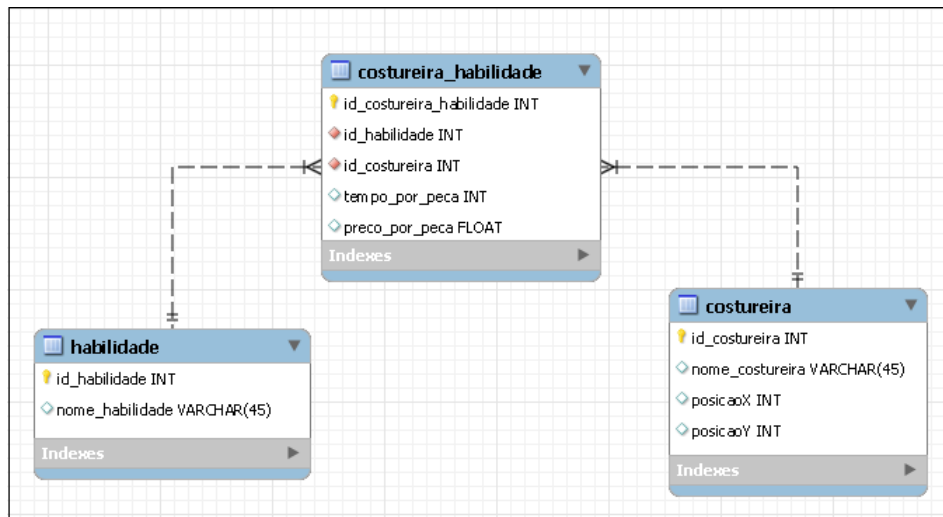 costureira_habilidade
id_costureira_habilidade INT
id_habilidade INT
id_costureira INT
tempo_por_peca INT
preco_por_peca FLOAT
Indexes
habilidade
id_habilidade INT
nome_habilidade VARCHAR(45)
Indexes
costureira
id_costureira INT
nome_costureira VARCHAR(45)
posicaoX INT
posicaoY INT
Indexes